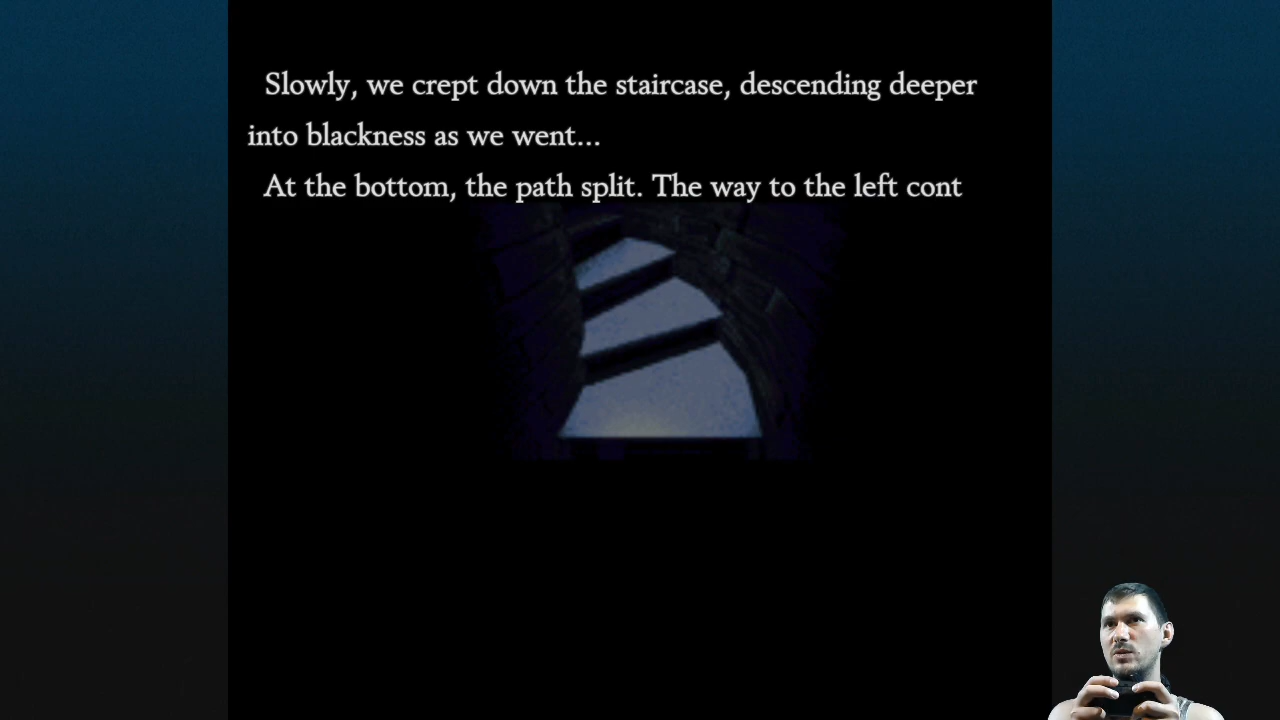 Slowly, we crept down the staircase, descending deeper
into blackness as we went...
At the bottom, the path split. The way to the left cont